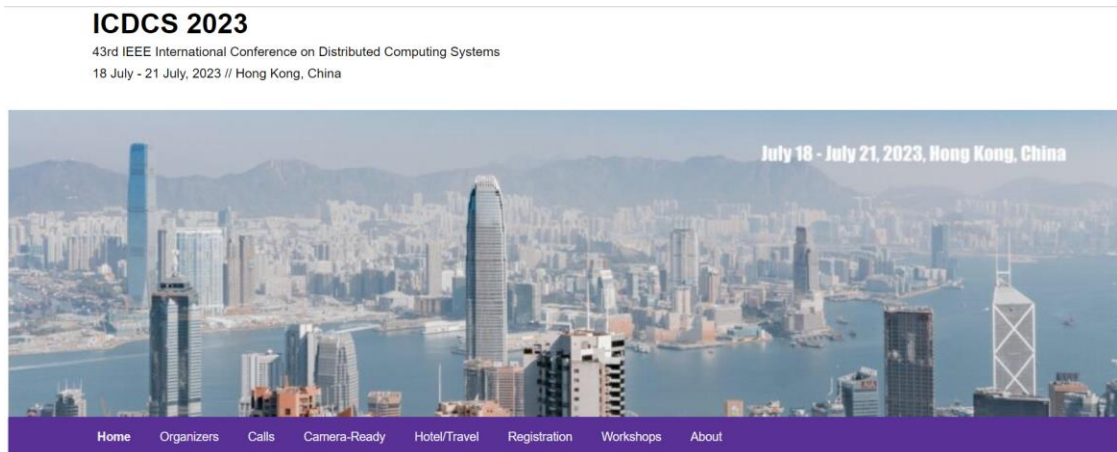 ICDCS 2023
43rd IEEE International Conference on Distributed Computing Systems
18 July - 21 July, 2023 // Hong Kong, China
July 18 - July 21, 2023, Hong Kong, China
AIA
Home Organizers Calls Camera-Ready Hotel/Travel Registration Workshops About